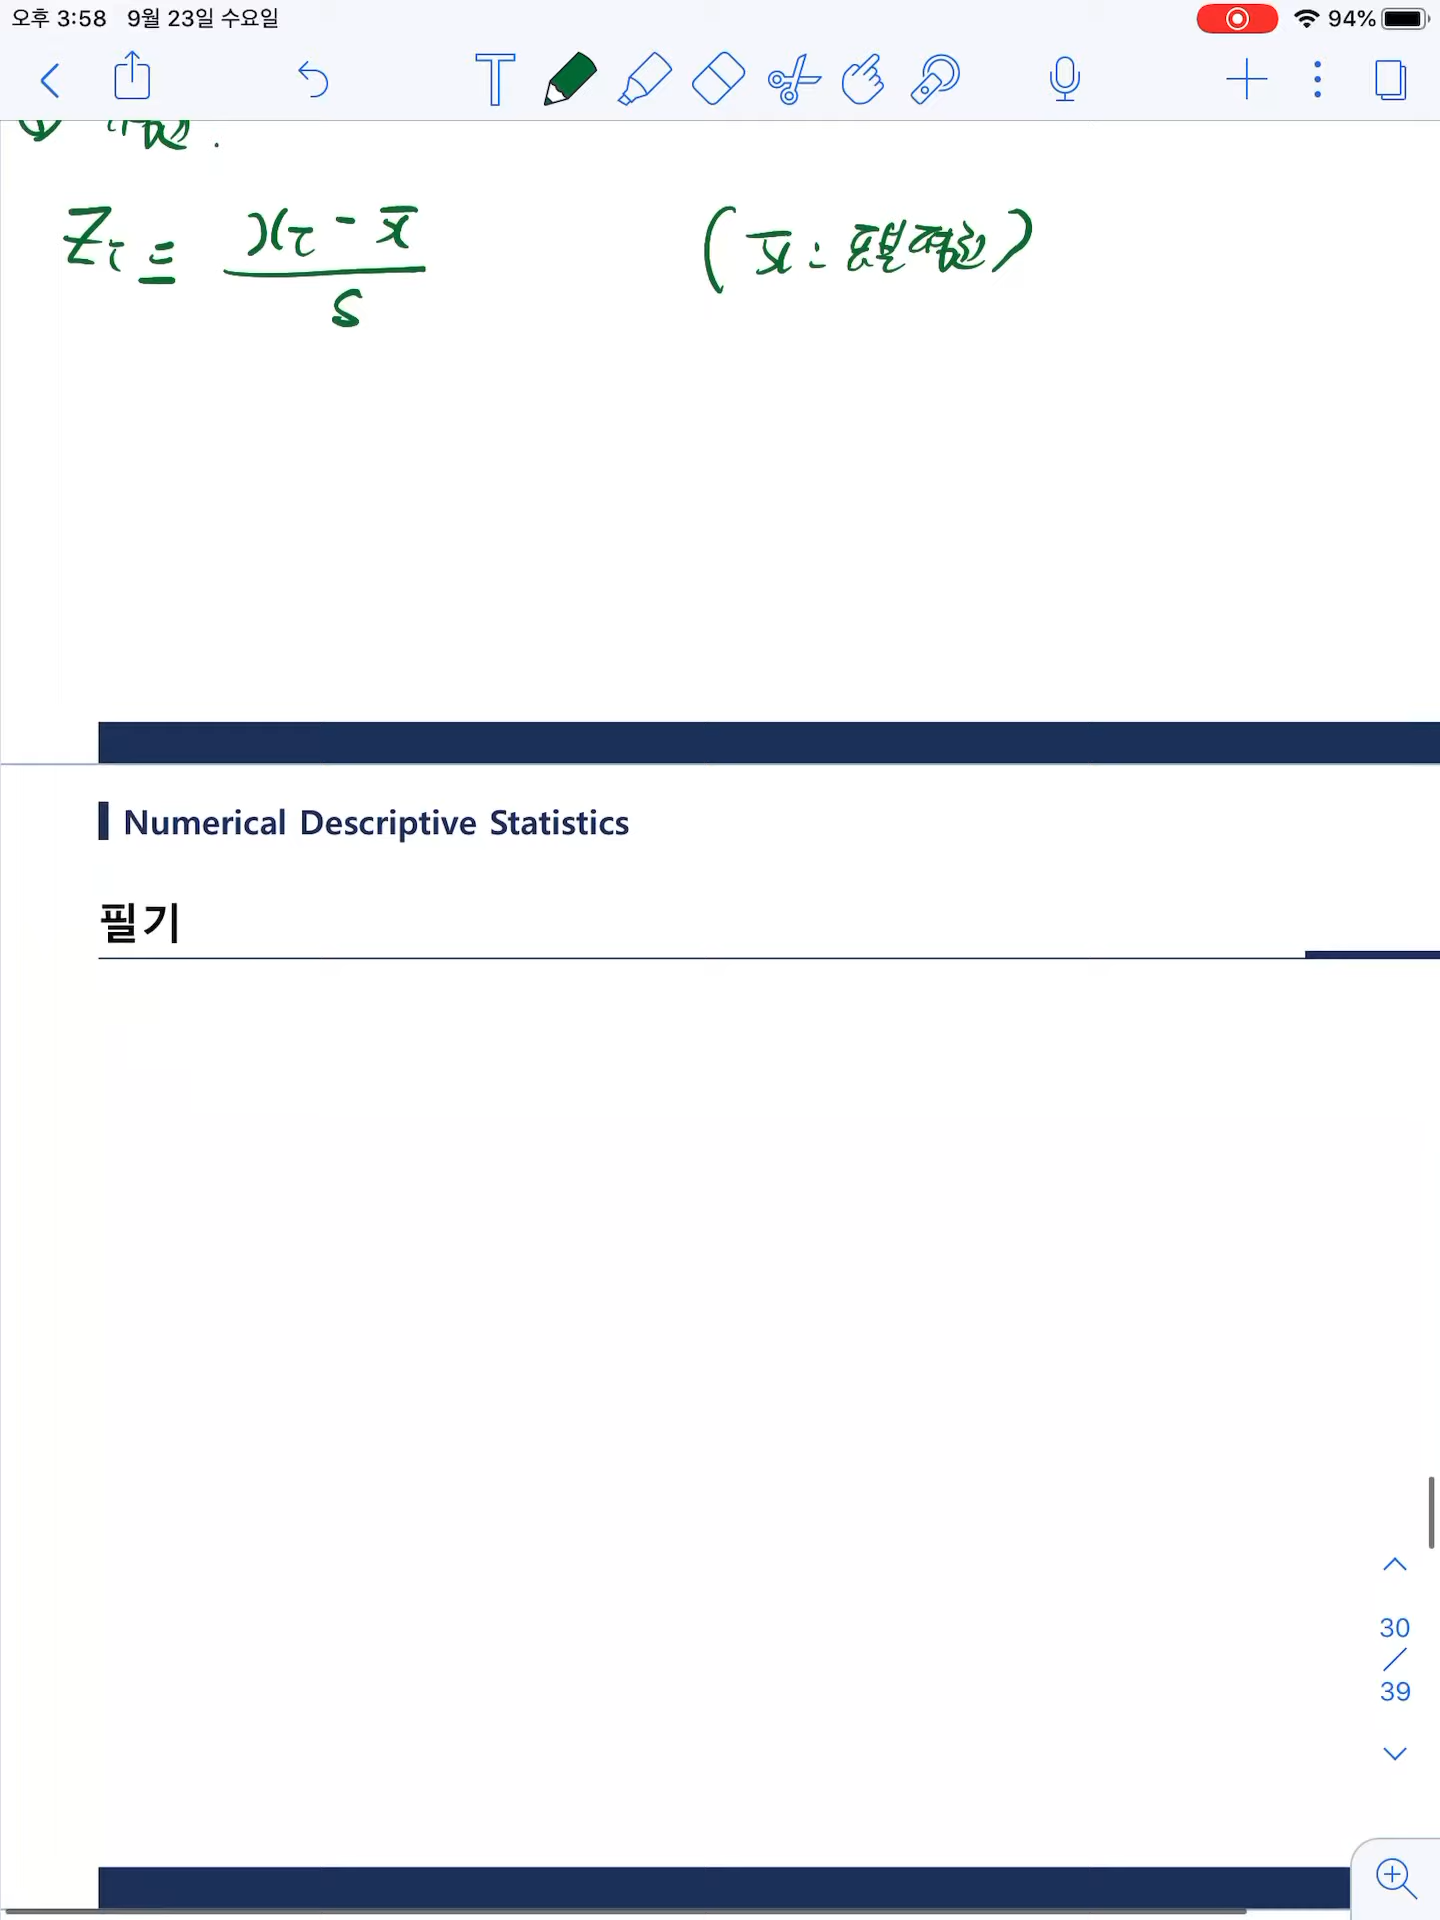 오후 3:58 9월 23일 수요일 94%
Zi = (xi - x̄) / s (x̄ : 표본평균)
Numerical Descriptive Statistics
필기
30
/
39